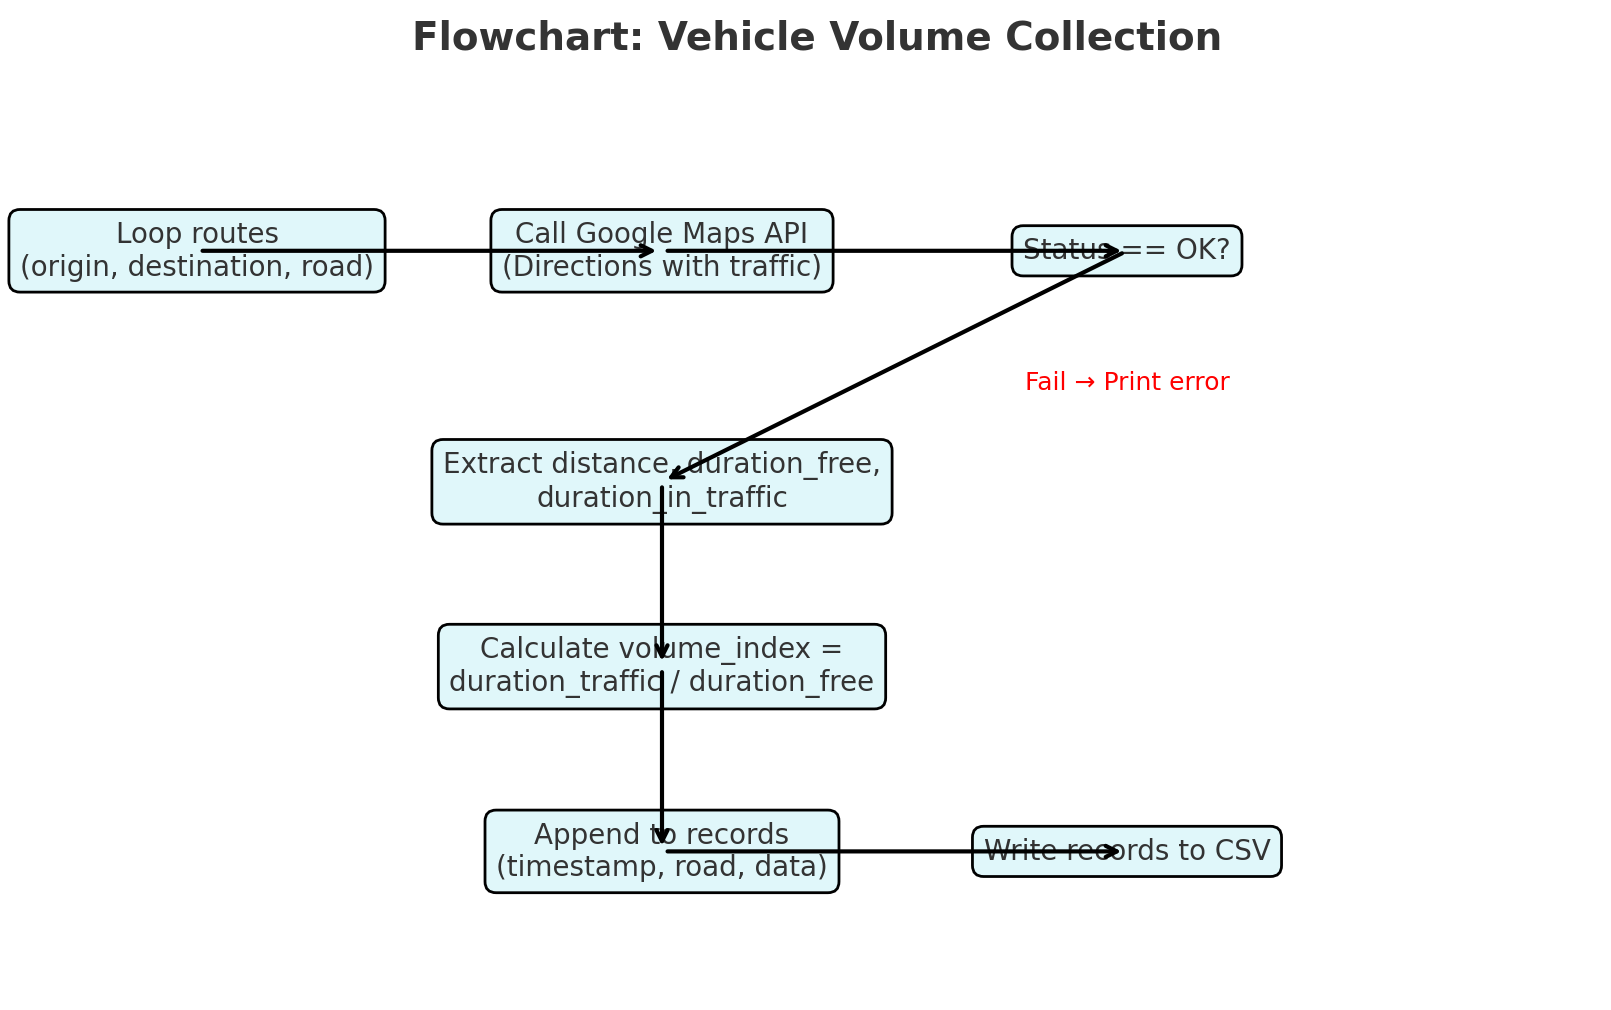 Flowchart: Vehicle Volume Collection
Loop routes
(origin, destination, road)
Call Google Maps API
(Directions with traffic)
Status == OK?
Fail → Print error
Extract distance, duration_free,
duration_in_traffic
Calculate volume_index =
duration_traffic / duration_free
Append to records
(timestamp, road, data)
Write records to CSV